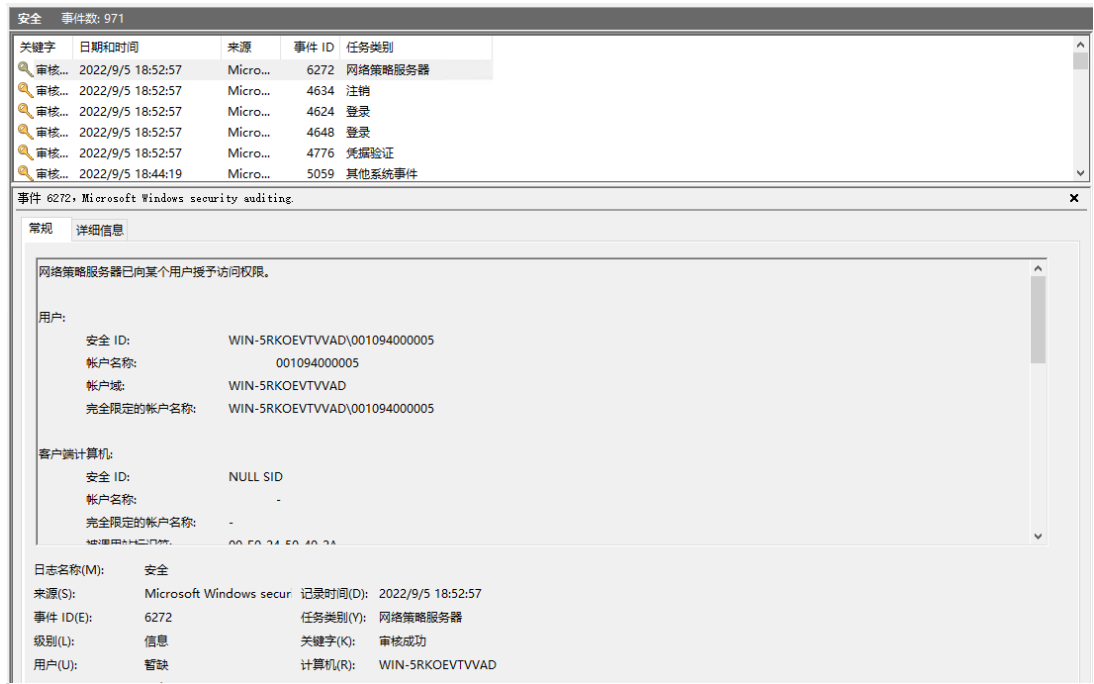 安全 事件数: 971
关键字 日期和时间 来源 事件 ID 任务类别
审核... 2022/9/5 18:52:57 Micro... 6272 网络策略服务器
审核... 2022/9/5 18:52:57 Micro... 4634 注销
审核... 2022/9/5 18:52:57 Micro... 4624 登录
审核... 2022/9/5 18:52:57 Micro... 4648 登录
审核... 2022/9/5 18:52:57 Micro... 4776 凭据验证
审核... 2022/9/5 18:44:19 Micro... 5059 其他系统事件
事件 6272，Microsoft Windows security auditing.
常规 详细信息
网络策略服务器已向某个用户授予访问权限。
用户:
安全 ID: WIN-5RKOEVTVVAD\001094000005
帐户名称: 001094000005
帐户域: WIN-5RKOEVTVVAD
完全限定的帐户名称: WIN-5RKOEVTVVAD\001094000005
客户端计算机:
安全 ID: NULL SID
帐户名称: -
完全限定的帐户名称: -
日志名称(M): 安全
来源(S): Microsoft Windows secur 记录时间(D): 2022/9/5 18:52:57
事件 ID(E): 6272 任务类别(Y): 网络策略服务器
级别(L): 信息 关键字(K): 审核成功
用户(U): 暂缺 计算机(R): WIN-5RKOEVTVVAD